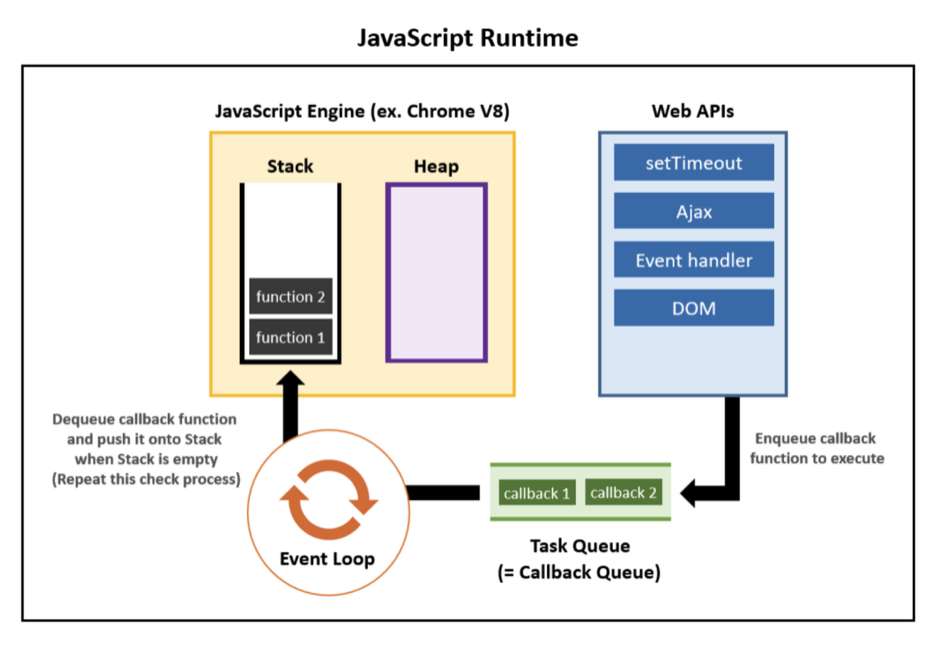 JavaScript Runtime
JavaScript Engine (ex. Chrome V8)
Stack
Heap
function 2
function 1
Web APIs
setTimeout
Ajax
Event handler
DOM
Dequeue callback function
and push it onto Stack
when Stack is empty
(Repeat this check process)
Event Loop
callback 1
callback 2
Task Queue
(= Callback Queue)
Enqueue callback
function to execute